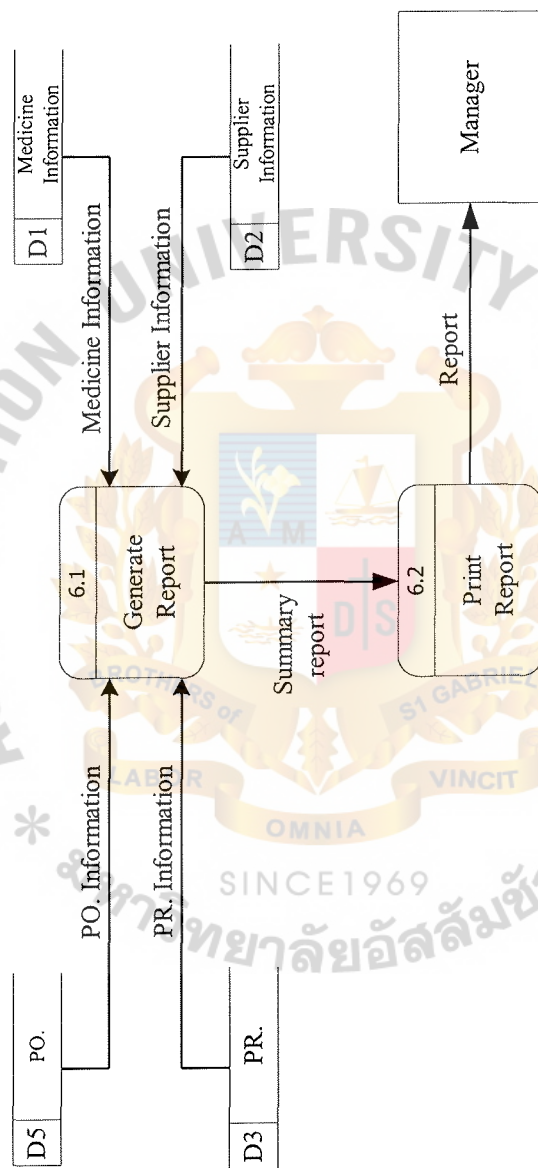 D5
PO.
PO. Information
6.1
Generate
Report
Medicine Information
D1
Medicine
Information
D3
PR.
PR. Information
Supplier Information
D2
Supplier
Information
Summary
report
6.2
Print
Report
Report
Manager
UNIVERSITY
A M
D S
BROTHERS of
S1 GABRIEL
LABOR
OMNIA
VINCIT
SINCE1969